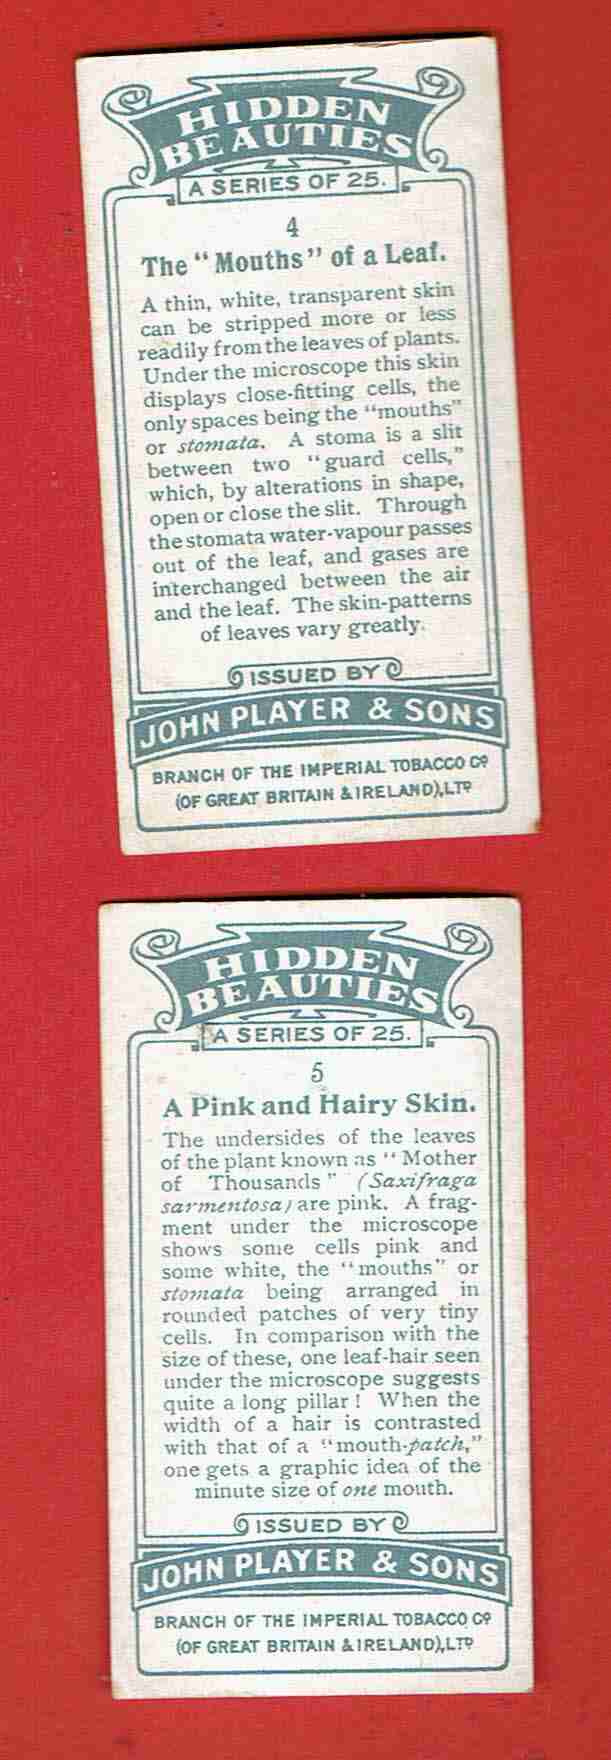 HIDDEN
BEAUTIES
A SERIES OF 25.
4
The "Mouths" of a Leaf.
A thin, white, transparent skin
can be stripped more or less
readily from the leaves of plants.
Under the microscope this skin
displays close-fitting cells, the
only spaces being the "mouths"
or stomata. A stoma is a slit
between two "guard cells,"
which, by alterations in shape,
open or close the slit. Through
the stomata water-vapour passes
out of the leaf, and gases are
interchanged between the air
and the leaf. The skin-patterns
of leaves vary greatly.
ISSUED BY
JOHN PLAYER & SONS
BRANCH OF THE IMPERIAL TOBACCO Co
(OF GREAT BRITAIN & IRELAND), LTD
HIDDEN
BEAUTIES
A SERIES OF 25.
5
A Pink and Hairy Skin.
The undersides of the leaves
of the plant known as "Mother
of Thousands" (Saxifraga
sarmentosa) are pink. A frag-
ment under the microscope
shows some cells pink and
some white, the "mouths" or
stomata being arranged in
rounded patches of very tiny
cells. In comparison with the
size of these, one leaf-hair seen
under the microscope suggests
quite a long pillar! When the
width of a hair is contrasted
with that of a "mouth-patch,"
one gets a graphic idea of the
minute size of one mouth.
ISSUED BY
JOHN PLAYER & SONS
BRANCH OF THE IMPERIAL TOBACCO Co
(OF GREAT BRITAIN & IRELAND), LTD